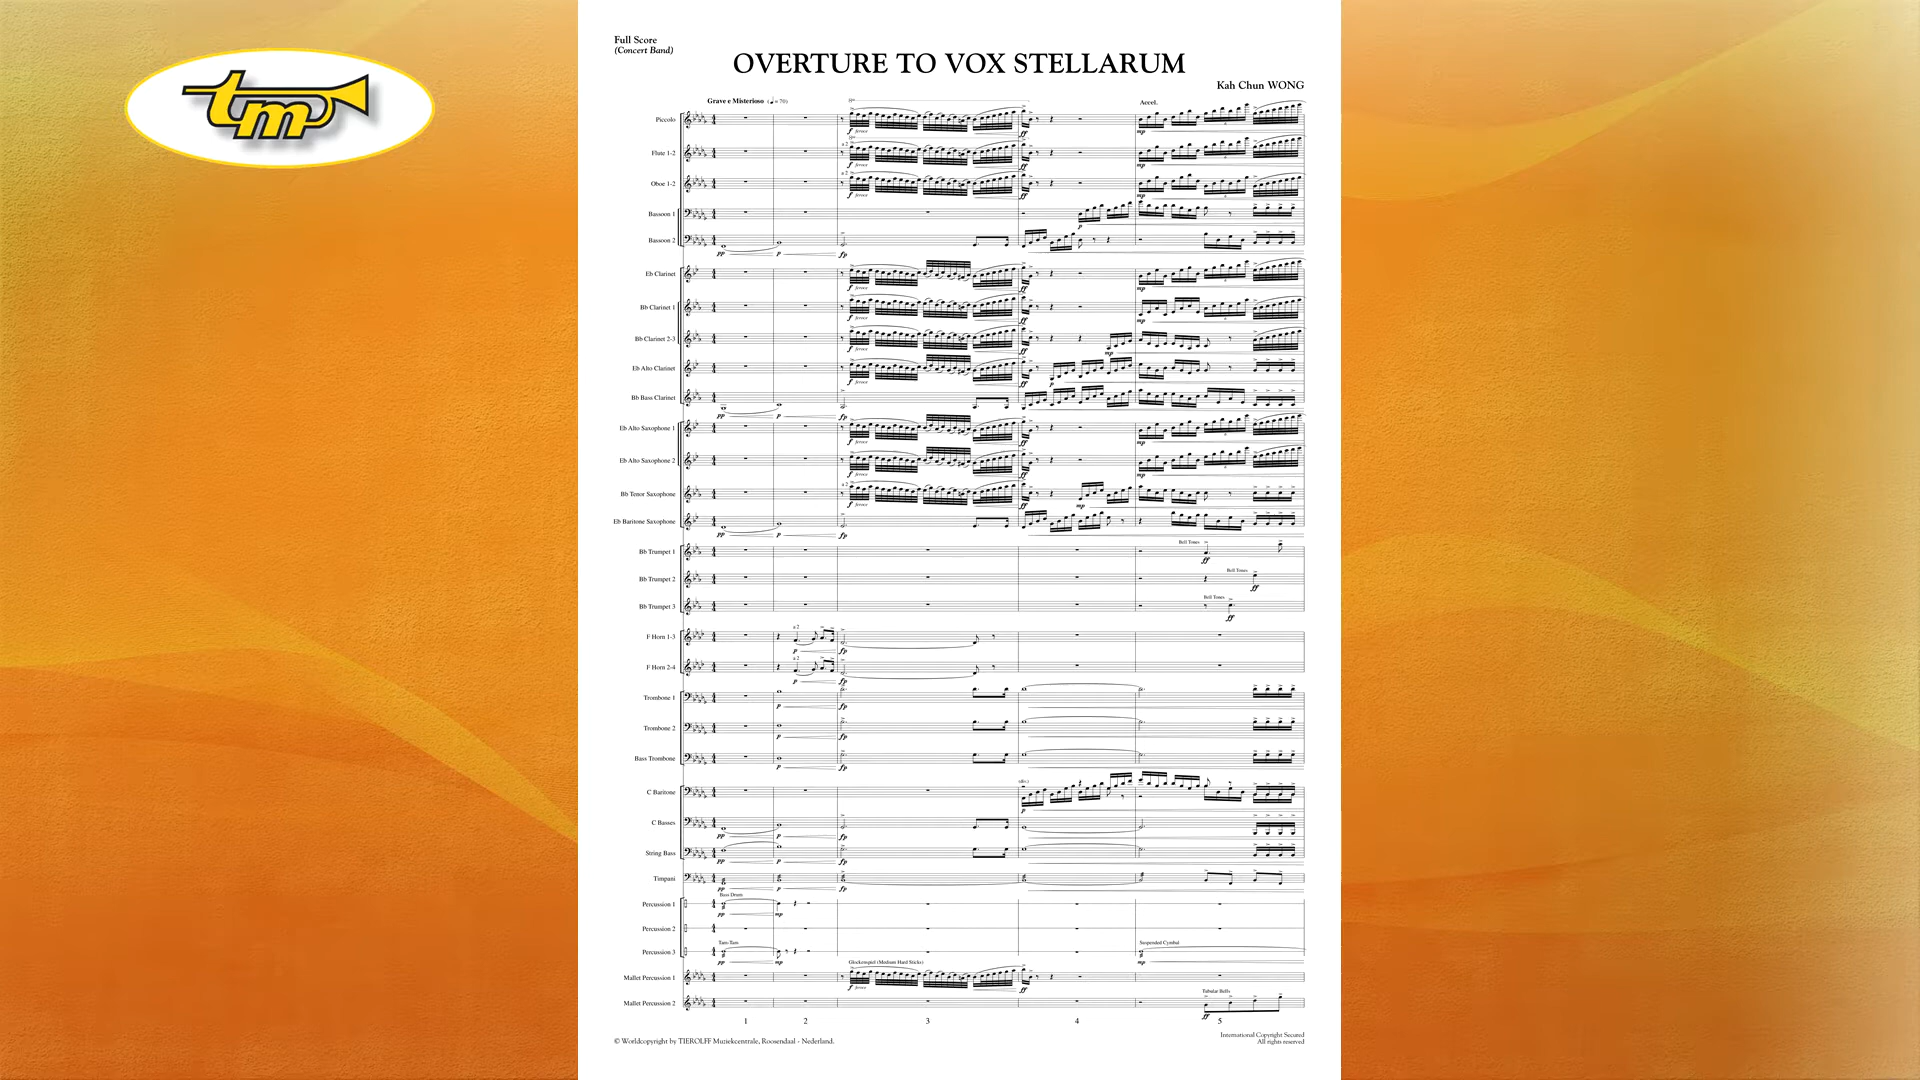 tm
Full Score
(Concert Band)
OVERTURE TO VOX STELLARUM
Kah Chun WONG
Grave e Misterioso (♩ = 70)
Accel.
Piccolo
Flute 1-2
Oboe 1-2
Bassoon 1
Bassoon 2
Eb Clarinet
Bb Clarinet 1
Bb Clarinet 2-3
Eb Alto Clarinet
Bb Bass Clarinet
Eb Alto Saxophone 1
Eb Alto Saxophone 2
Bb Tenor Saxophone
Eb Baritone Saxophone
Bb Trumpet 1
Bell Tones
Bb Trumpet 2
Bell Tones
Bb Trumpet 3
Bell Tones
F Horn 1-3
F Horn 2-4
Trombone 1
Trombone 2
Bass Trombone
C Baritone
C Basses
String Bass
Timpani
Bass Drum
Percussion 1
Percussion 2
Tam-Tam
Suspended Cymbal
Percussion 3
Glockenspiel (Medium Hard Sticks)
Mallet Percussion 1
Tubular Bells
Mallet Percussion 2
1 2 3 4 5
International Copyright Secured
© Worldcopyright by TIEROLFF Muziekcentrale, Roosendaal - Nederland.
All rights reserved